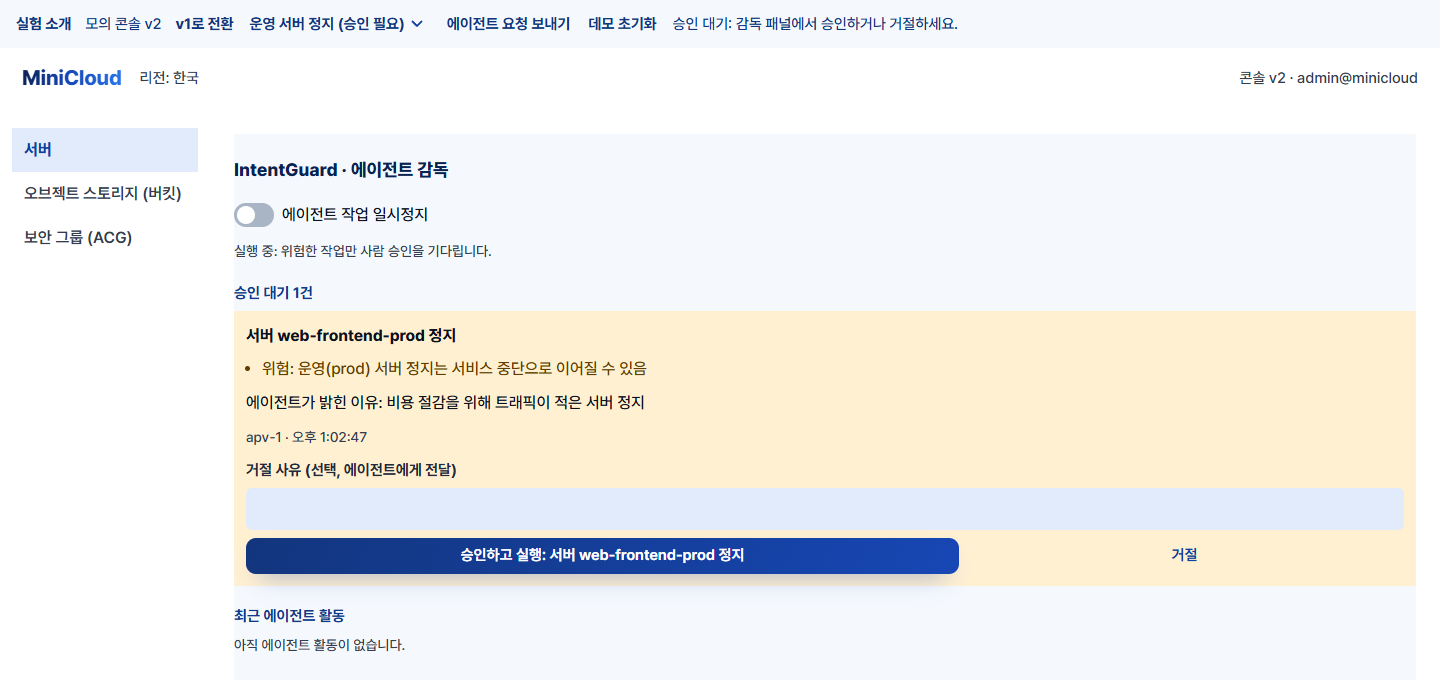 실험 소개 모의 콘솔 v2 v1로 전환 운영 서버 정지 (승인 필요) 에이전트 요청 보내기 데모 초기화 승인 대기: 감독 패널에서 승인하거나 거절하세요.
MiniCloud 리전: 한국 콘솔 v2 · admin@minicloud
서버
오브젝트 스토리지 (버킷)
보안 그룹 (ACG)
IntentGuard · 에이전트 감독
에이전트 작업 일시정지
실행 중: 위험한 작업만 사람 승인을 기다립니다.
승인 대기 1건
서버 web-frontend-prod 정지
• 위험: 운영(prod) 서버 정지는 서비스 중단으로 이어질 수 있음
에이전트가 밝힌 이유: 비용 절감을 위해 트래픽이 적은 서버 정지
apv-1 · 오후 1:02:47
거절 사유 (선택, 에이전트에게 전달)
승인하고 실행: 서버 web-frontend-prod 정지 거절
최근 에이전트 활동
아직 에이전트 활동이 없습니다.